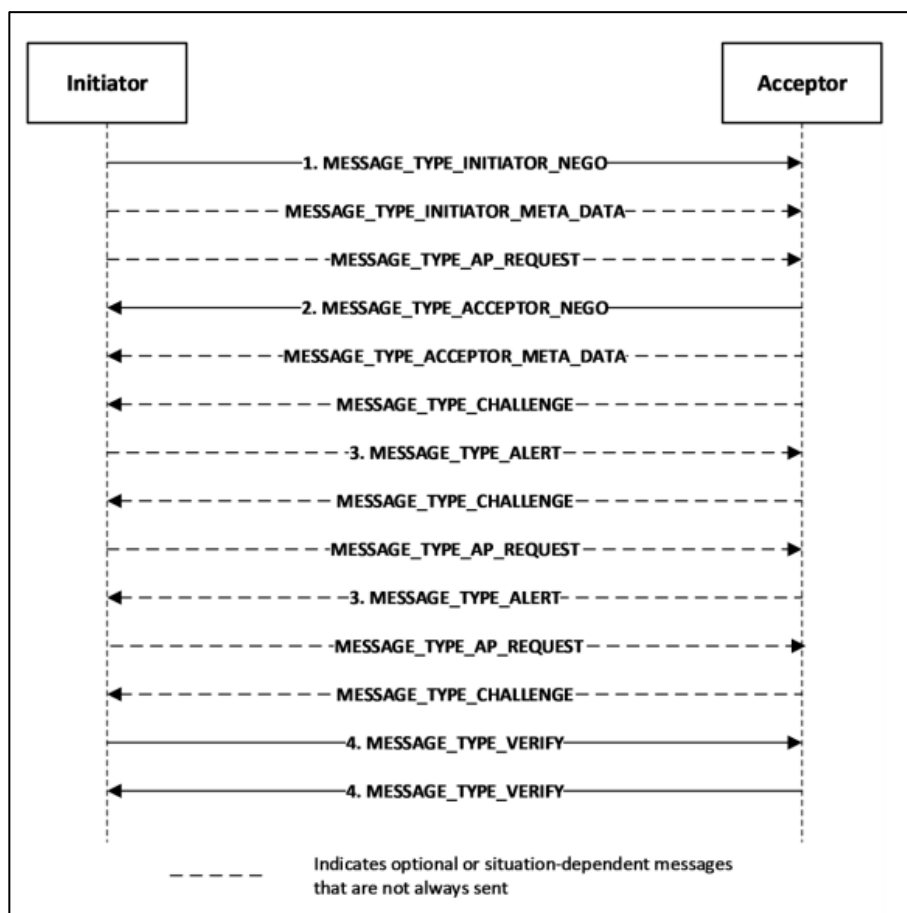 Initiator
Acceptor
1. MESSAGE_TYPE_INITIATOR_NEGO
MESSAGE_TYPE_INITIATOR_META_DATA
MESSAGE_TYPE_AP_REQUEST
2. MESSAGE_TYPE_ACCEPTOR_NEGO
MESSAGE_TYPE_ACCEPTOR_META_DATA
MESSAGE_TYPE_CHALLENGE
3. MESSAGE_TYPE_ALERT
MESSAGE_TYPE_CHALLENGE
MESSAGE_TYPE_AP_REQUEST
3. MESSAGE_TYPE_ALERT
MESSAGE_TYPE_AP_REQUEST
MESSAGE_TYPE_CHALLENGE
4. MESSAGE_TYPE_VERIFY
4. MESSAGE_TYPE_VERIFY
Indicates optional or situation-dependent messages
that are not always sent